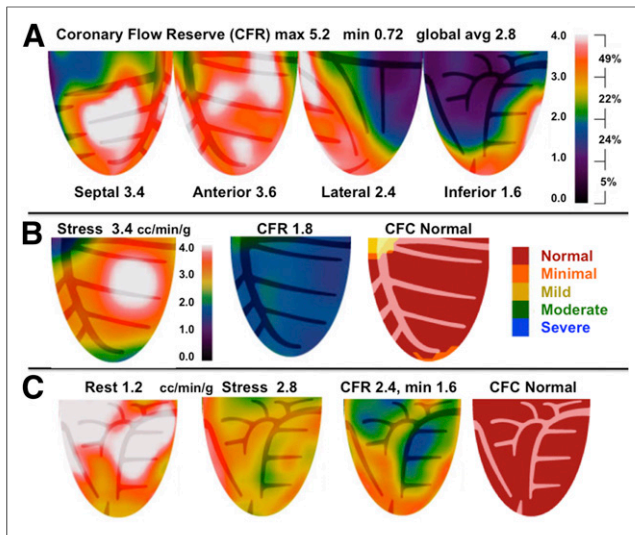 A
Coronary Flow Reserve (CFR) max 5.2 min 0.72 global avg 2.8
4.0
3.0
2.0
1.0
0.0
49%
22%
24%
5%
Septal 3.4 Anterior 3.6 Lateral 2.4 Inferior 1.6
B
Stress 3.4 cc/min/g CFR 1.8 CFC Normal
4.0
3.0
2.0
1.0
0.0
Normal
Minimal
Mild
Moderate
Severe
C
Rest 1.2 cc/min/g Stress 2.8 CFR 2.4, min 1.6 CFC Normal